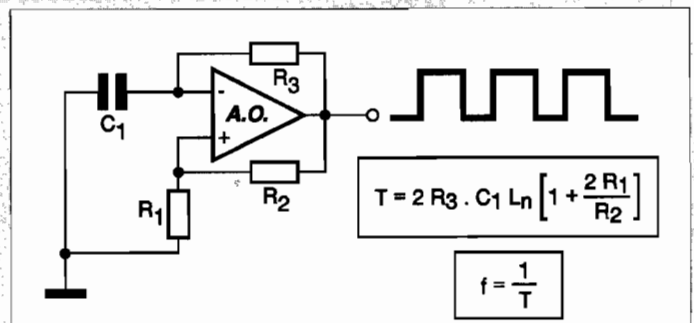 R3
C1
-
A.O.
+
R2
R1
T = 2 R3 . C1 Ln [ 1 + 2 R1 / R2 ]
f = 1 / T